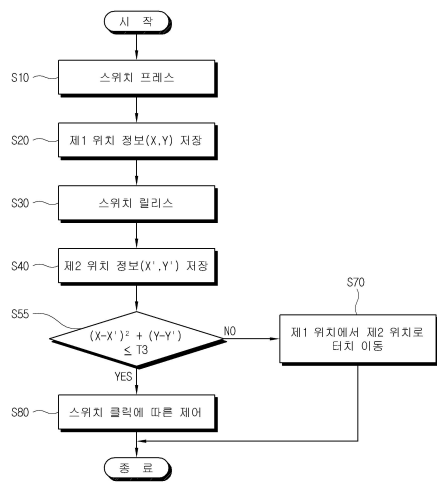 시 작
S10
스위치 프레스
S20
제1 위치 정보(X,Y) 저장
S30
스위치 릴리스
S40
제2 위치 정보(X',Y') 저장
S55
(X-X')² + (Y-Y')
≤ T3
NO
YES
S70
제1 위치에서 제2 위치로
터치 이동
S80
스위치 클릭에 따른 제어
종 료